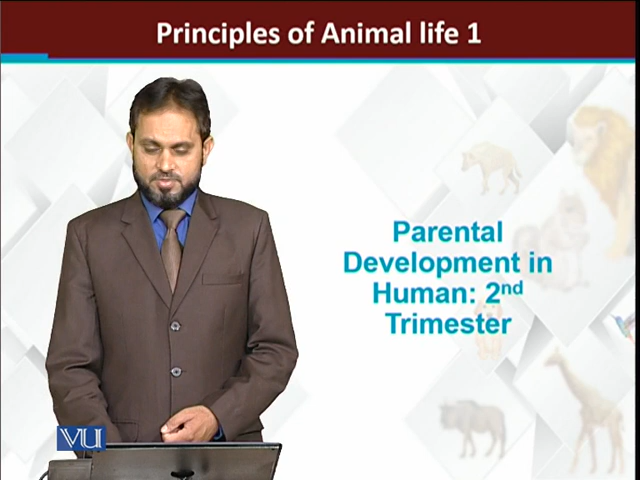 Principles of Animal life 1
Parental
Development in
Human: 2nd
Trimester
VU